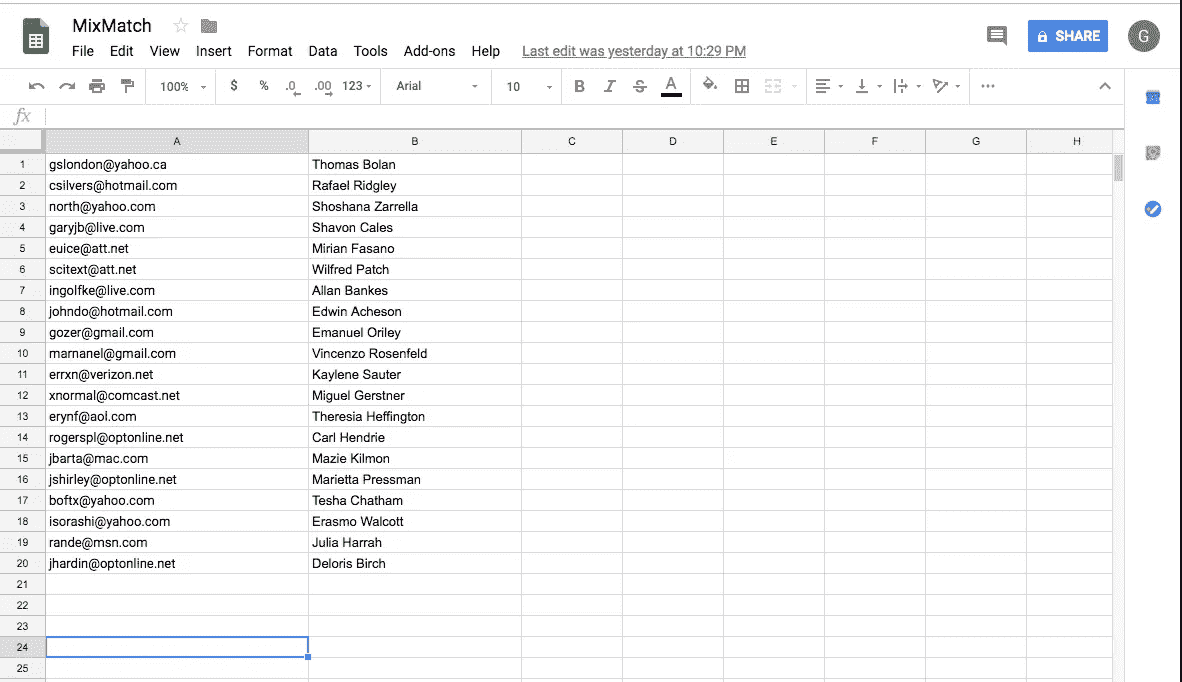 MixMatch
File Edit View Insert Format Data Tools Add-ons Help Last edit was yesterday at 10:29 PM
SHARE
G
100% $ % .0 .00 123 Arial 10 B I S A
fx
A B C D E F G H
1 gslondon@yahoo.ca Thomas Bolan
2 csilvers@hotmail.com Rafael Ridgley
3 north@yahoo.com Shoshana Zarrella
4 garyjb@live.com Shavon Cales
5 euice@att.net Mirian Fasano
6 scitext@att.net Wilfred Patch
7 ingolfke@live.com Allan Bankes
8 johndo@hotmail.com Edwin Acheson
9 gozer@gmail.com Emanuel Oriley
10 marnanel@gmail.com Vincenzo Rosenfeld
11 errxn@verizon.net Kaylene Sauter
12 xnormal@comcast.net Miguel Gerstner
13 erynf@aol.com Theresia Heffington
14 rogerspl@optonline.net Carl Hendrie
15 jbarta@mac.com Mazie Kilmon
16 jshirley@optonline.net Marietta Pressman
17 boftx@yahoo.com Tesha Chatham
18 isorashi@yahoo.com Erasmo Walcott
19 rande@msn.com Julia Harrah
20 jhardin@optonline.net Deloris Birch
21
22
23
24
25